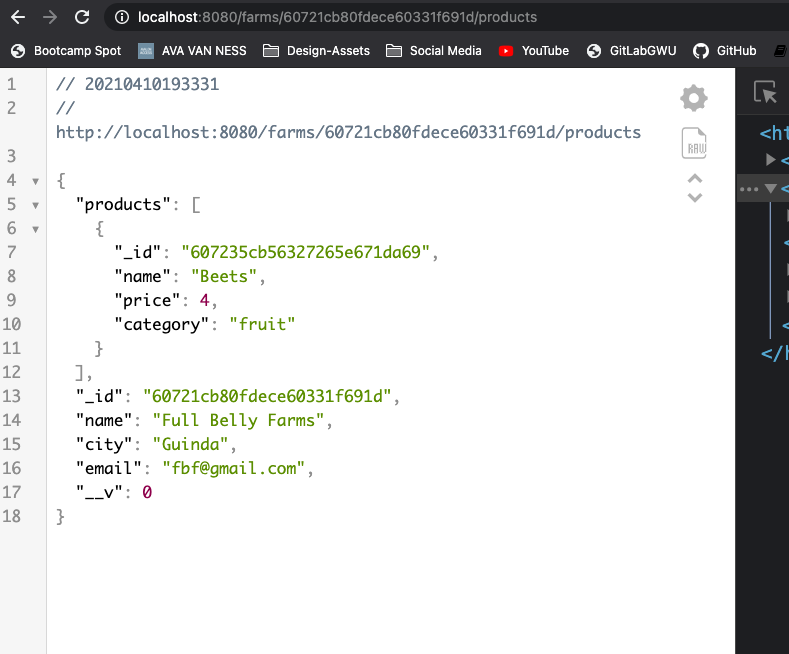 localhost:8080/farms/60721cb80fdece60331f691d/products
Bootcamp Spot AVA VAN NESS Design-Assets Social Media YouTube GitLabGWU GitHub
1 // 20210410193331
2 //
http://localhost:8080/farms/60721cb80fdece60331f691d/products
3
4 {
5 "products": [
6 {
7 "_id": "607235cb56327265e671da69",
8 "name": "Beets",
9 "price": 4,
10 "category": "fruit"
11 }
12 ],
13 "_id": "60721cb80fdece60331f691d",
14 "name": "Full Belly Farms",
15 "city": "Guinda",
16 "email": "fbf@gmail.com",
17 "__v": 0
18 }
RAW
<ht
<
<
<
<
</h